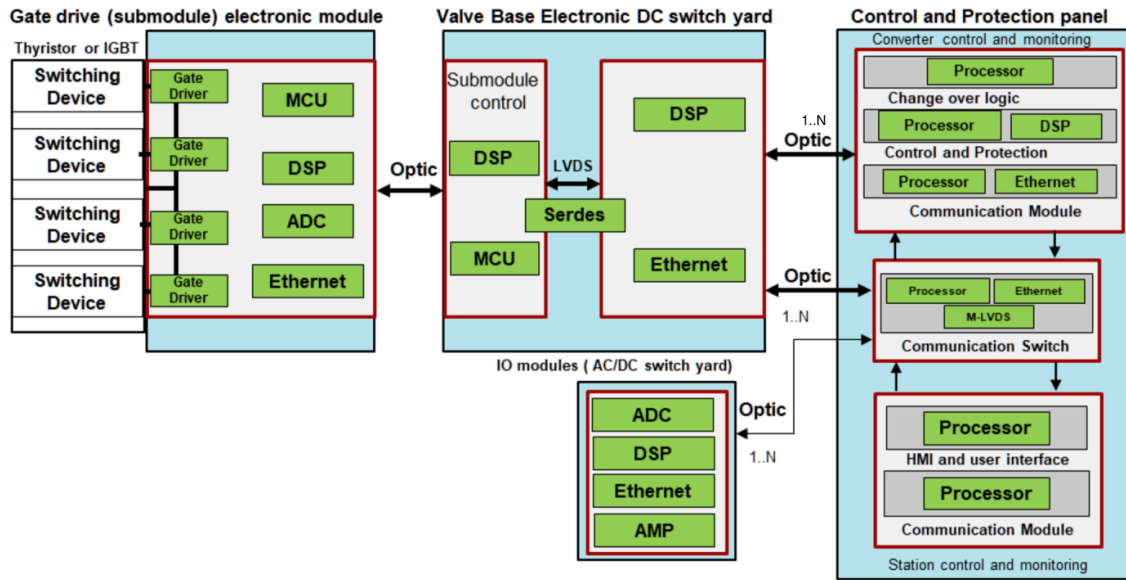 Gate drive (submodule) electronic module
Thyristor or IGBT
Switching
Device
Switching
Device
Switching
Device
Switching
Device
Gate
Driver
Gate
Driver
Gate
Driver
Gate
Driver
MCU
DSP
ADC
Ethernet
Optic
Valve Base Electronic DC switch yard
Submodule
control
DSP
MCU
LVDS
Serdes
DSP
Ethernet
1..N
Optic
Optic
1..N
IO modules ( AC/DC switch yard)
ADC
DSP
Ethernet
AMP
Optic
1..N
Control and Protection panel
Converter control and monitoring
Processor
Change over logic
Processor
DSP
Control and Protection
Processor
Ethernet
Communication Module
Processor
Ethernet
M-LVDS
Communication Switch
Processor
HMI and user interface
Processor
Communication Module
Station control and monitoring